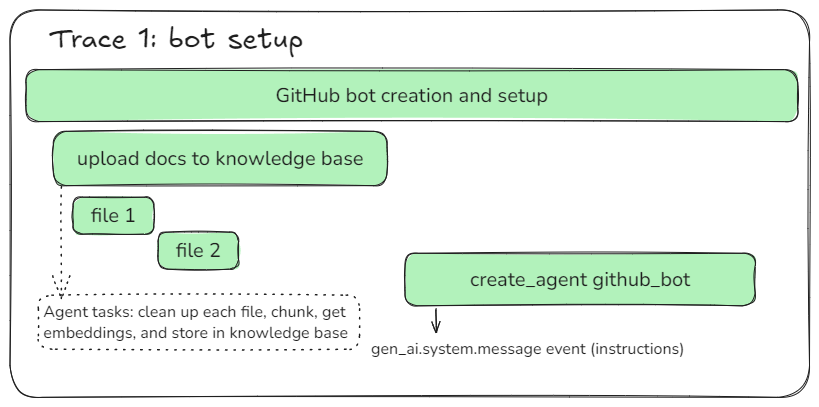 Trace 1: bot setup
GitHub bot creation and setup
upload docs to knowledge base
file 1
file 2
create_agent github_bot
Agent tasks: clean up each file, chunk, get
embeddings, and store in knowledge base
gen_ai.system.message event (instructions)